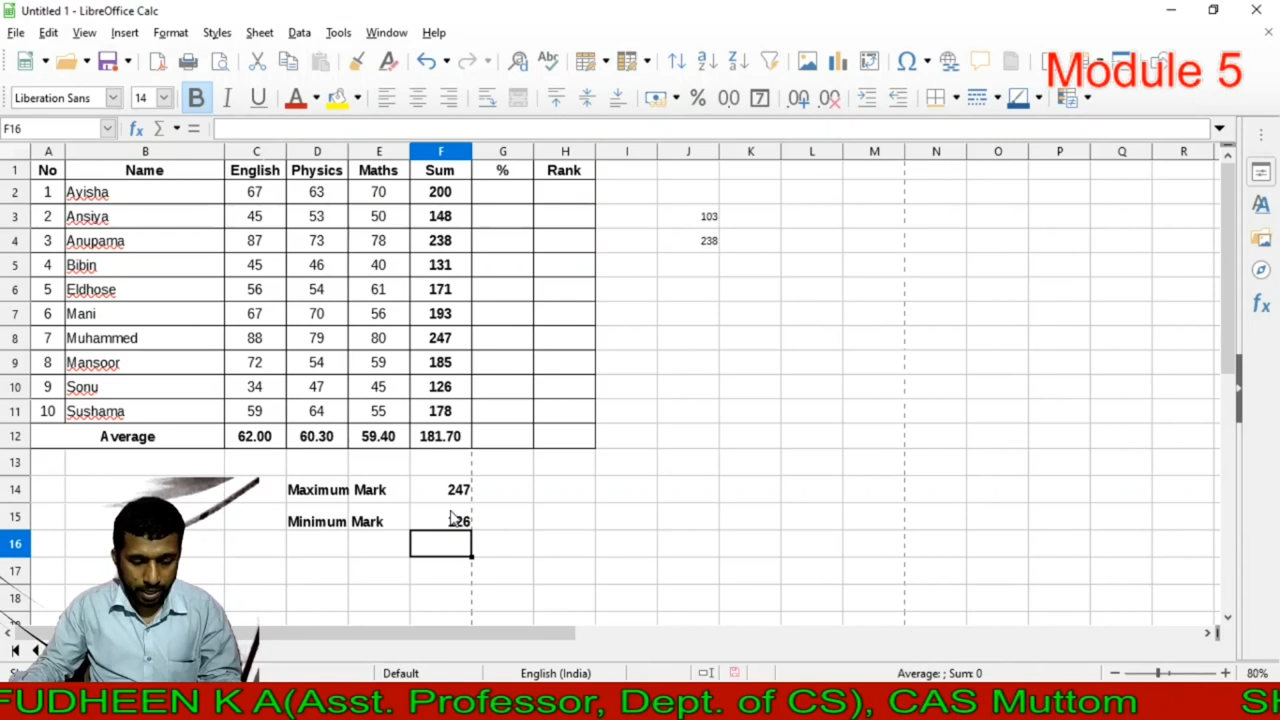 Untitled 1 - LibreOffice Calc
File Edit View Insert Format Styles Sheet Data Tools Window Help
Module 5
Liberation Sans 14
F16
A B C D E F G H I J K L M N O P Q R
1 No Name English Physics Maths Sum % Rank
2 1 Ayisha 67 63 70 200
3 2 Ansiya 45 53 50 148 103
4 3 Anupama 87 73 78 238 238
5 4 Bibin 45 46 40 131
6 5 Eldhose 56 54 61 171
7 6 Mani 67 70 56 193
8 7 Muhammed 88 79 80 247
9 8 Mansoor 72 54 59 185
10 9 Sonu 34 47 45 126
11 10 Sushama 59 64 55 178
12 Average 62.00 60.30 59.40 181.70
13
14 Maximum Mark 247
15 Minimum Mark 126
16
17
18
Default English (India) Average: ; Sum: 0 80%
FUDHEEN K A(Asst. Professor, Dept. of CS), CAS Muttom